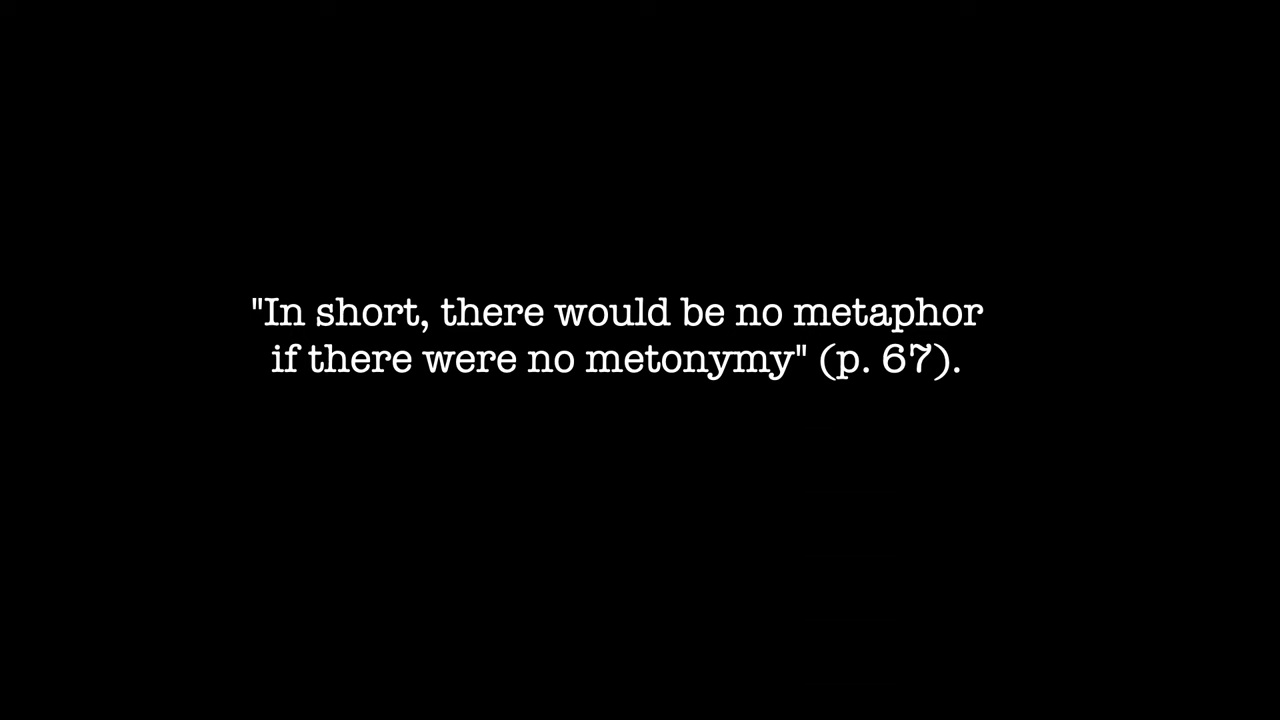 "In short, there would be no metaphor
if there were no metonymy" (p. 67).